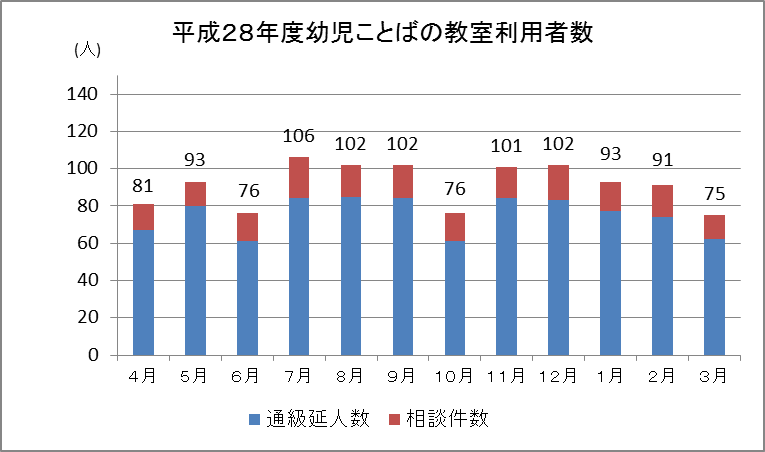 平成２８年度幼児ことばの教室利用者数
(人)
140
120
100
80
60
40
20
0
81 93 76 106 102 102 76 101 102 93 91 75
４月 ５月 ６月 ７月 ８月 ９月 １０月 １１月 １２月 １月 ２月 ３月
通級延人数 相談件数